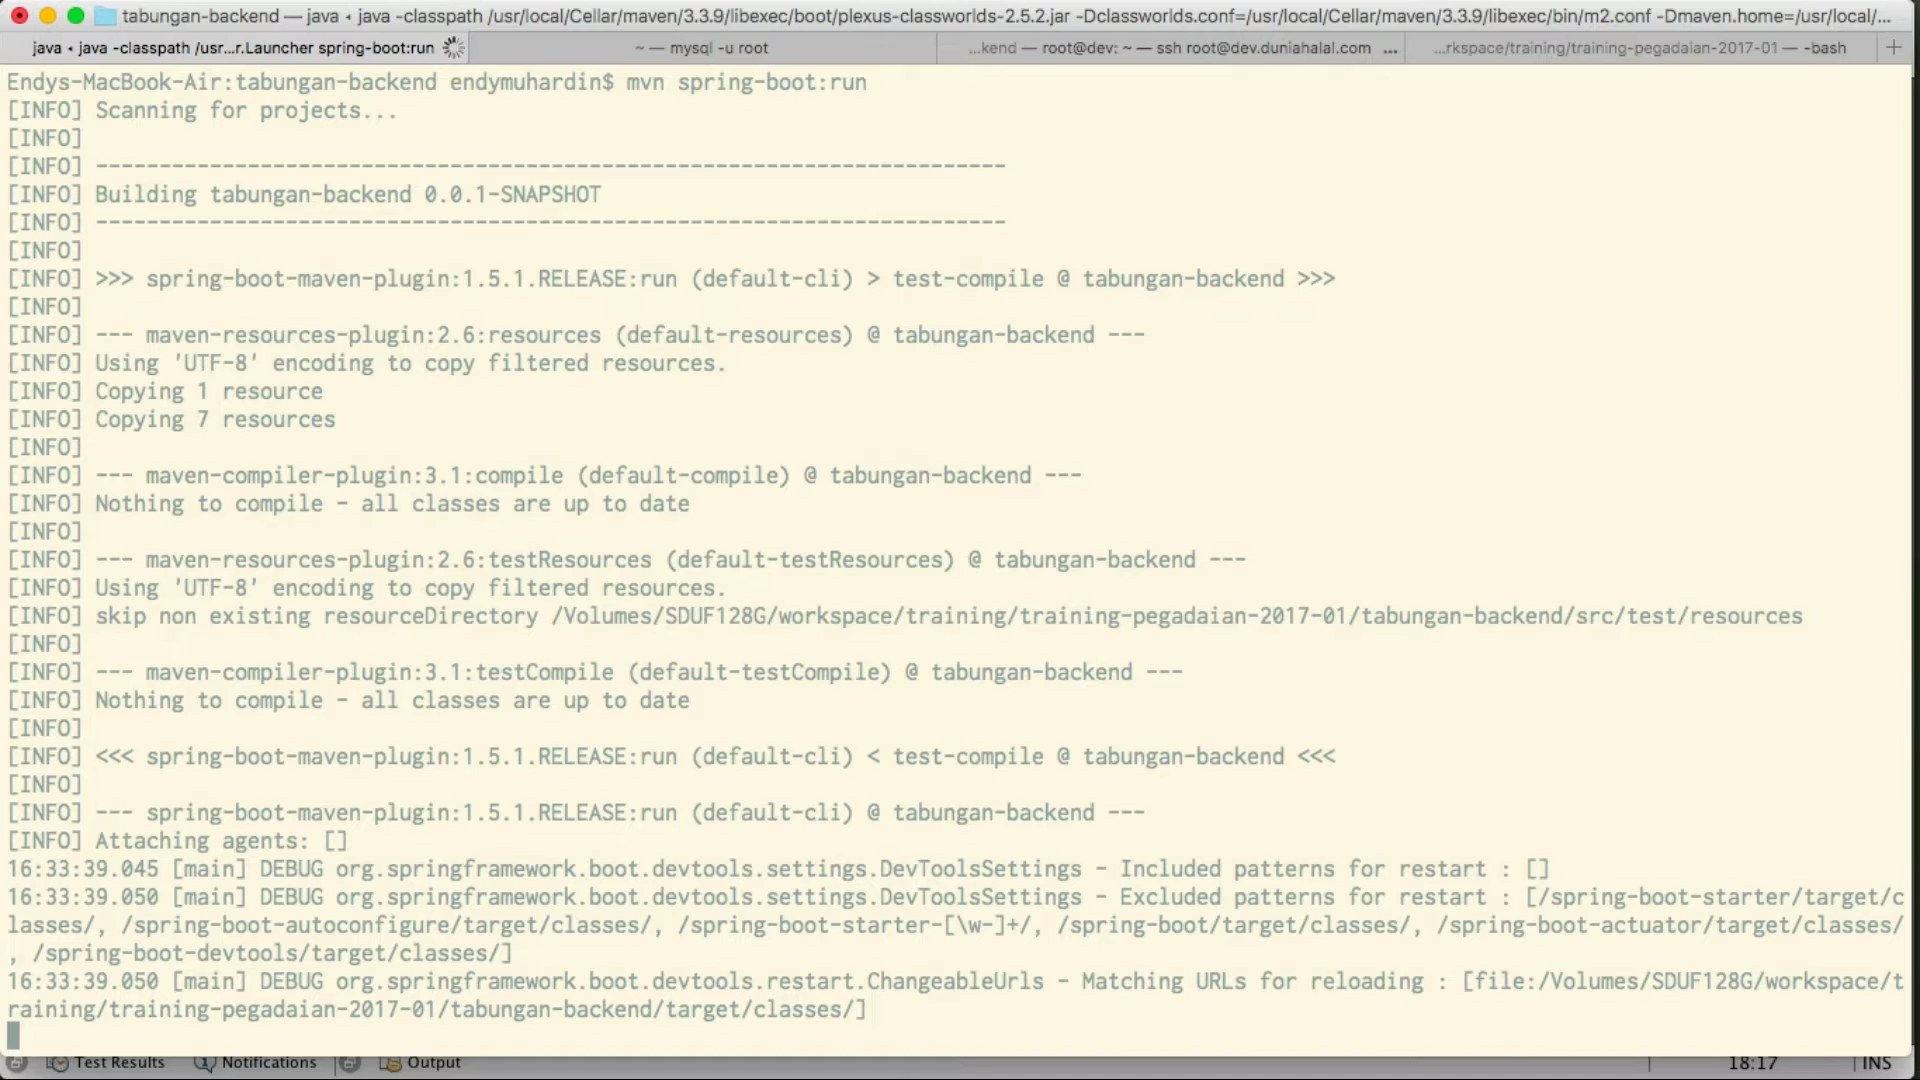 tabungan-backend — java ◂ java -classpath /usr/local/Cellar/maven/3.3.9/libexec/boot/plexus-classworlds-2.5.2.jar -Dclassworlds.conf=/usr/local/Cellar/maven/3.3.9/libexec/bin/m2.conf -Dmaven.home=/usr/local/...
java ◂ java -classpath /usr...r.Launcher spring-boot:run
~ — mysql -u root
...kend — root@dev: ~ — ssh root@dev.duniahalal.com ...
...rkspace/training/training-pegadaian-2017-01 — -bash
Endys-MacBook-Air:tabungan-backend endymuhardin$ mvn spring-boot:run
[INFO] Scanning for projects...
[INFO]
[INFO] ------------------------------------------------------------------------
[INFO] Building tabungan-backend 0.0.1-SNAPSHOT
[INFO] ------------------------------------------------------------------------
[INFO]
[INFO] >>> spring-boot-maven-plugin:1.5.1.RELEASE:run (default-cli) > test-compile @ tabungan-backend >>>
[INFO]
[INFO] --- maven-resources-plugin:2.6:resources (default-resources) @ tabungan-backend ---
[INFO] Using 'UTF-8' encoding to copy filtered resources.
[INFO] Copying 1 resource
[INFO] Copying 7 resources
[INFO]
[INFO] --- maven-compiler-plugin:3.1:compile (default-compile) @ tabungan-backend ---
[INFO] Nothing to compile - all classes are up to date
[INFO]
[INFO] --- maven-resources-plugin:2.6:testResources (default-testResources) @ tabungan-backend ---
[INFO] Using 'UTF-8' encoding to copy filtered resources.
[INFO] skip non existing resourceDirectory /Volumes/SDUF128G/workspace/training/training-pegadaian-2017-01/tabungan-backend/src/test/resources
[INFO]
[INFO] --- maven-compiler-plugin:3.1:testCompile (default-testCompile) @ tabungan-backend ---
[INFO] Nothing to compile - all classes are up to date
[INFO]
[INFO] <<< spring-boot-maven-plugin:1.5.1.RELEASE:run (default-cli) < test-compile @ tabungan-backend <<<
[INFO]
[INFO] --- spring-boot-maven-plugin:1.5.1.RELEASE:run (default-cli) @ tabungan-backend ---
[INFO] Attaching agents: []
16:33:39.045 [main] DEBUG org.springframework.boot.devtools.settings.DevToolsSettings - Included patterns for restart : []
16:33:39.050 [main] DEBUG org.springframework.boot.devtools.settings.DevToolsSettings - Excluded patterns for restart : [/spring-boot-starter/target/c
lasses/, /spring-boot-autoconfigure/target/classes/, /spring-boot-starter-[\w-]+/, /spring-boot/target/classes/, /spring-boot-actuator/target/classes/
, /spring-boot-devtools/target/classes/]
16:33:39.050 [main] DEBUG org.springframework.boot.devtools.restart.ChangeableUrls - Matching URLs for reloading : [file:/Volumes/SDUF128G/workspace/t
raining/training-pegadaian-2017-01/tabungan-backend/target/classes/]
Test Results
Notifications
Output
18:17
INS